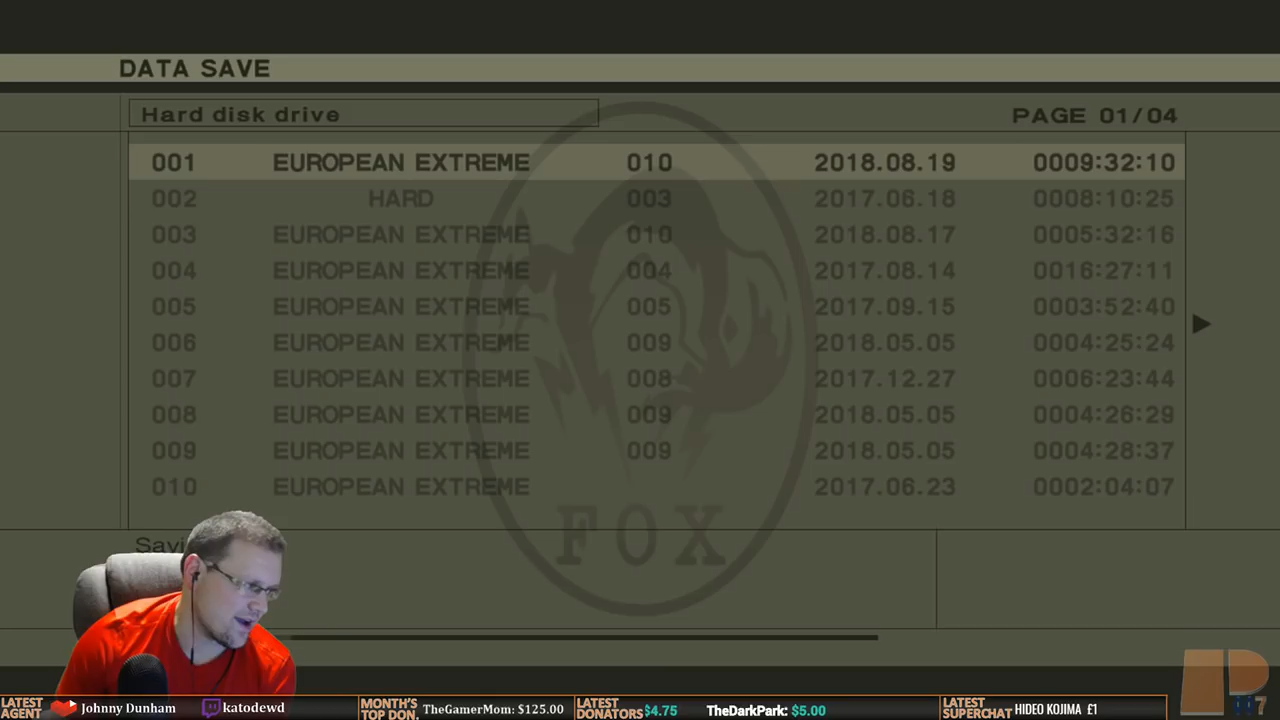 DATA SAVE
Hard disk drive PAGE 01/04
001 EUROPEAN EXTREME 010 2018.08.19 0009:32:10
002 HARD 003 2017.06.18 0008:10:25
003 EUROPEAN EXTREME 010 2018.08.17 0005:32:16
004 EUROPEAN EXTREME 004 2017.08.14 0016:27:11
005 EUROPEAN EXTREME 005 2017.09.15 0003:52:40
006 EUROPEAN EXTREME 009 2018.05.05 0004:25:24
007 EUROPEAN EXTREME 008 2017.12.27 0006:23:44
008 EUROPEAN EXTREME 009 2018.05.05 0004:26:29
009 EUROPEAN EXTREME 009 2018.05.05 0004:28:37
010 EUROPEAN EXTREME 2017.06.23 0002:04:07
FOX
Savi
LATEST AGENT Johnny Dunham katodewd MONTH'S TOP DON. TheGamerMom: $125.00 LATEST DONATORS $4.75 TheDarkPark: $5.00 LATEST SUPERCHAT HIDEO KOJIMA £1